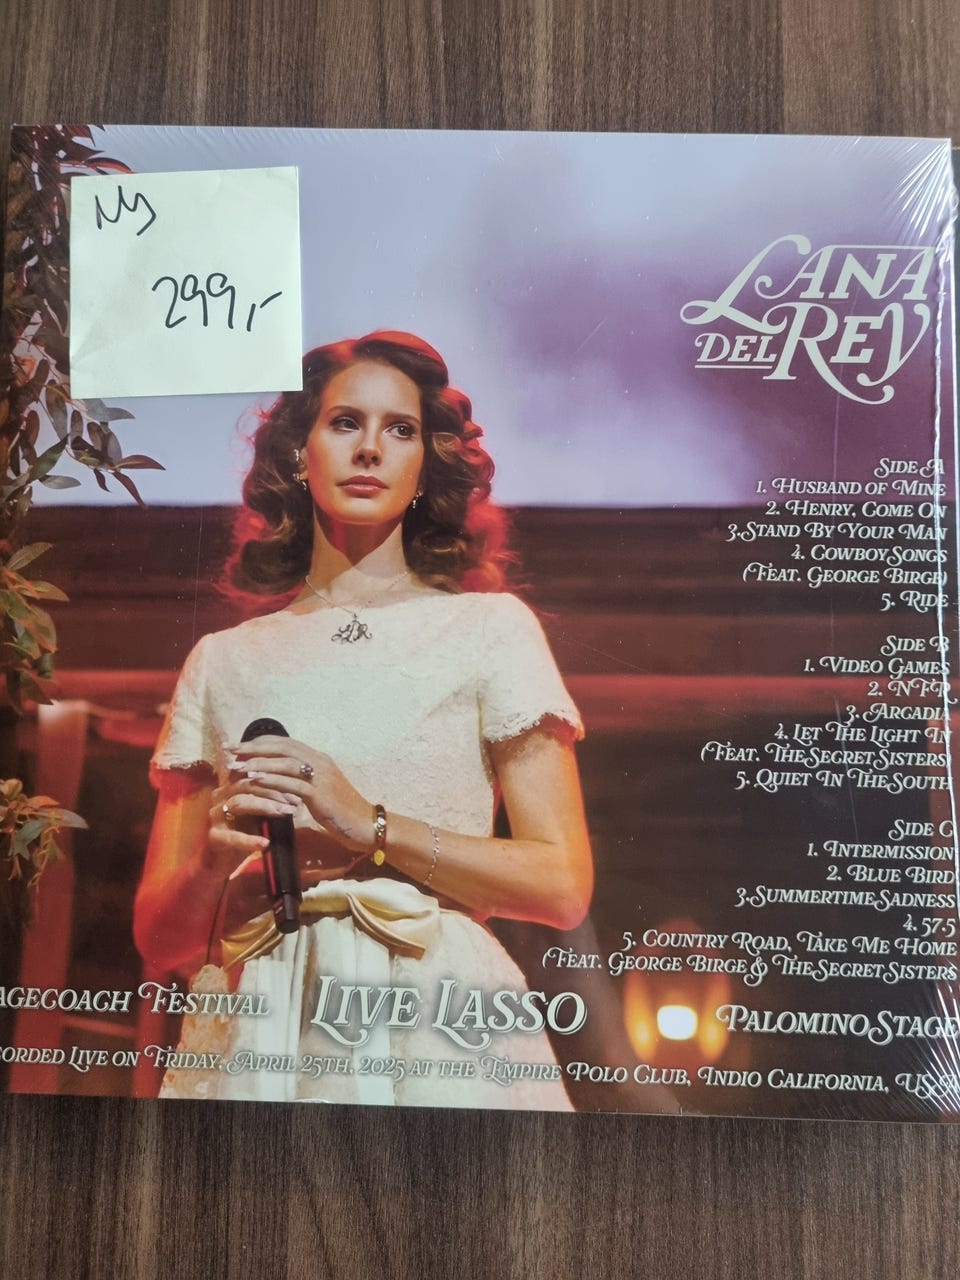 Ny
299,-
LANA
DEL REY
SIDE A
1. HUSBAND OF MINE
2. HENRY, COME ON
3.STAND BY YOUR MAN
4. COWBOY SONGS
(FEAT. GEORGE BIRGE)
5. RIDE
SIDE B
1. VIDEO GAMES
2. NFR
3. ARCADIA
4. LET THE LIGHT IN
(FEAT. THE SECRET SISTERS)
5. QUIET IN THE SOUTH
SIDE C
1. INTERMISSION
2. BLUE BIRD
3.SUMMERTIME SADNESS
4. 57.5
5. COUNTRY ROAD, TAKE ME HOME
(FEAT. GEORGE BIRGE & THE SECRET SISTERS
AGECOACH FESTIVAL LIVE LASSO PALOMINO STAGE
CORDED LIVE ON FRIDAY, APRIL 25TH, 2025 AT THE EMPIRE POLO CLUB, INDIO CALIFORNIA, USA
LDR